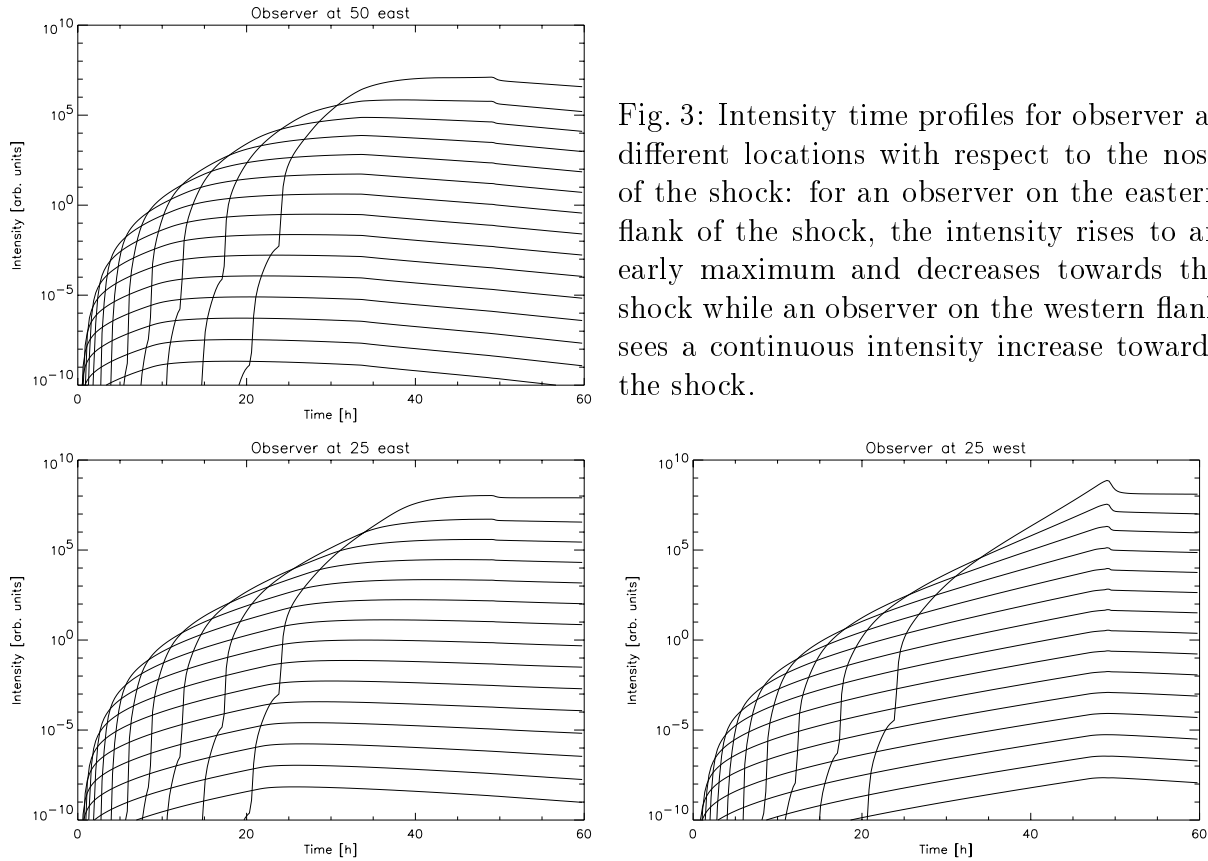 Observer at 50 east
10^10
10^5
10^0
10^-5
10^-10
Intensity [arb. units]
0 20 40 60
Time [h]
Fig. 3: Intensity time profiles for observer a
different locations with respect to the nos
of the shock: for an observer on the eastern
flank of the shock, the intensity rises to an
early maximum and decreases towards th
shock while an observer on the western flank
sees a continuous intensity increase toward
the shock.
Observer at 25 east
10^10
10^5
10^0
10^-5
10^-10
Intensity [arb. units]
0 20 40 60
Time [h]
Observer at 25 west
10^10
10^5
10^0
10^-5
10^-10
Intensity [arb. units]
0 20 40 60
Time [h]